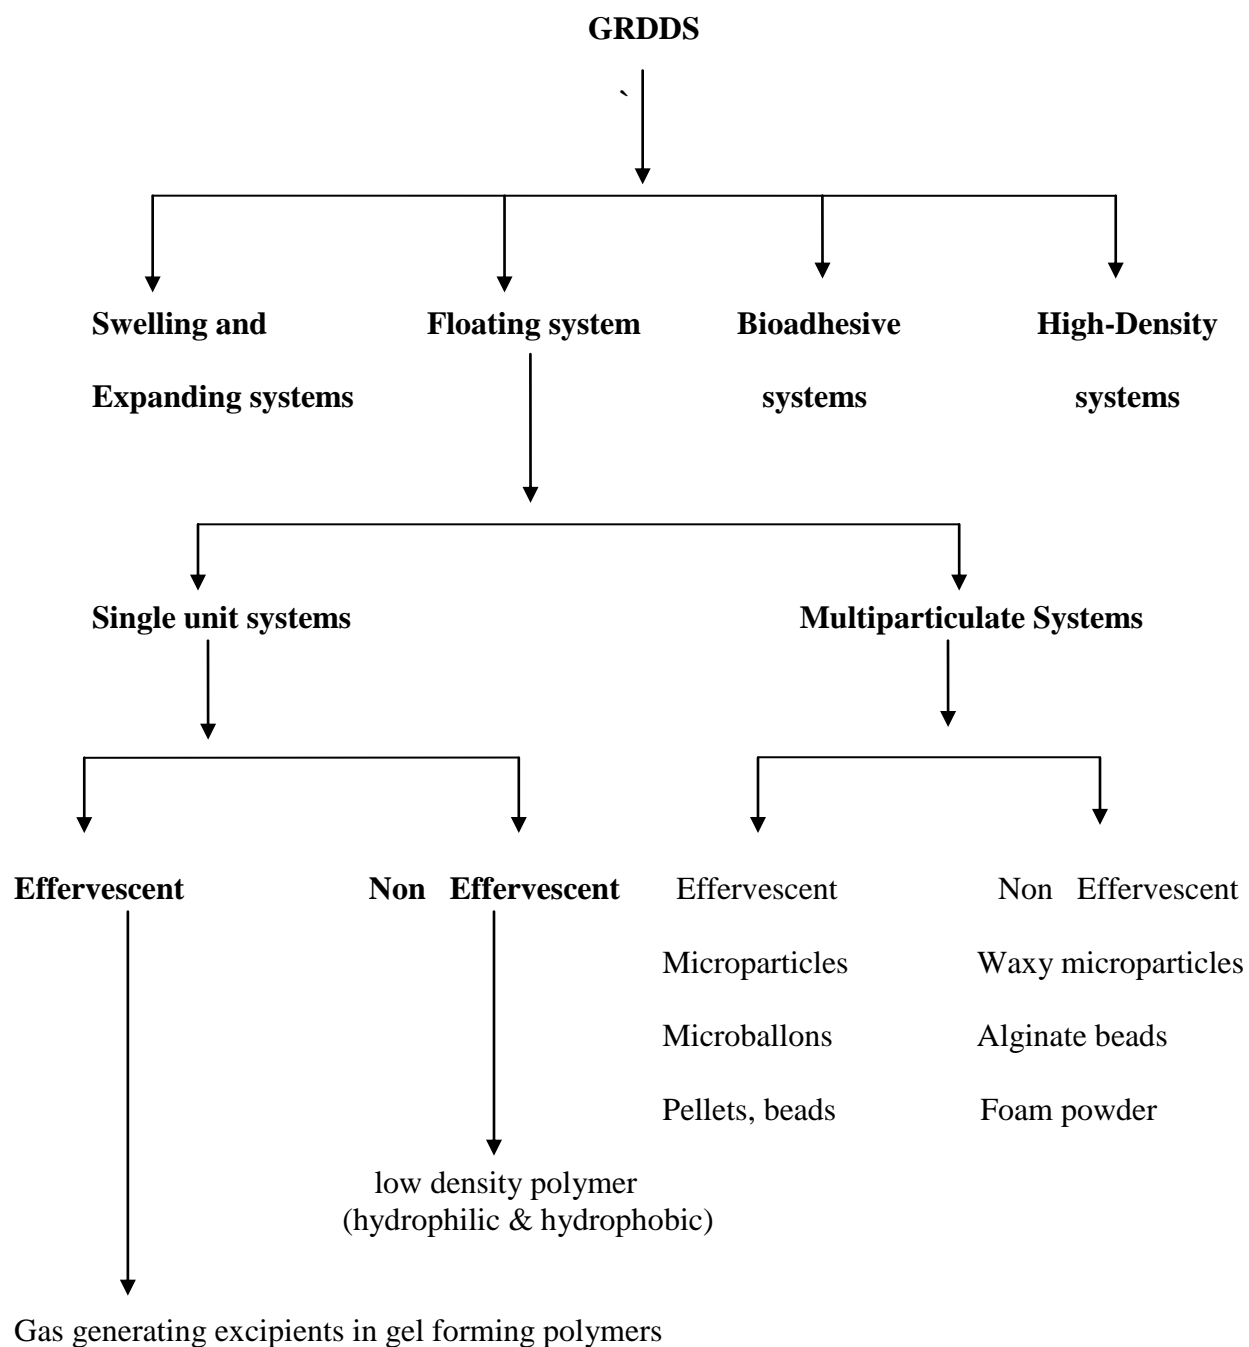 GRDDS
`
Swelling and Floating system Bioadhesive High-Density
Expanding systems systems systems
Single unit systems Multiparticulate Systems
Effervescent Non Effervescent Effervescent Non Effervescent
Microparticles Waxy microparticles
Microballons Alginate beads
Pellets, beads Foam powder
low density polymer
(hydrophilic & hydrophobic)
Gas generating excipients in gel forming polymers